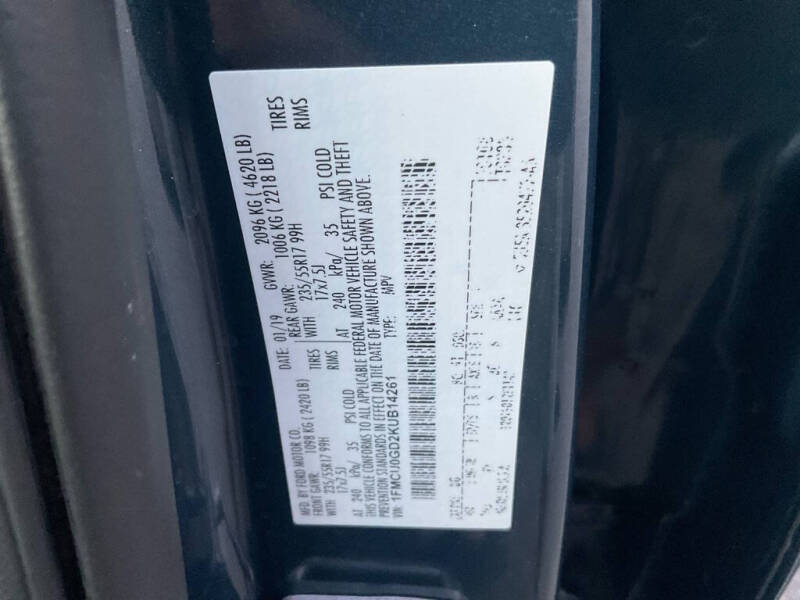 MFD. BY FORD MOTOR CO. DATE: 01/19 GVWR: 2096 KG ( 4620 LB)
FRONT GAWR: 1098 KG ( 2420 LB) REAR GAWR: 1006 KG ( 2218 LB)
WITH 235/55R17 99H TIRES WITH 235/55R17 99H TIRES
17x7.5J RIMS 17x7.5J RIMS
AT 240 kPa/ 35 PSI COLD AT 240 kPa/ 35 PSI COLD
THIS VEHICLE CONFORMS TO ALL APPLICABLE FEDERAL MOTOR VEHICLE SAFETY AND THEFT
PREVENTION STANDARDS IN EFFECT ON THE DATE OF MANUFACTURE SHOWN ABOVE.
VIN: 1FMCU0GD2KUB14261 TYPE: MPV